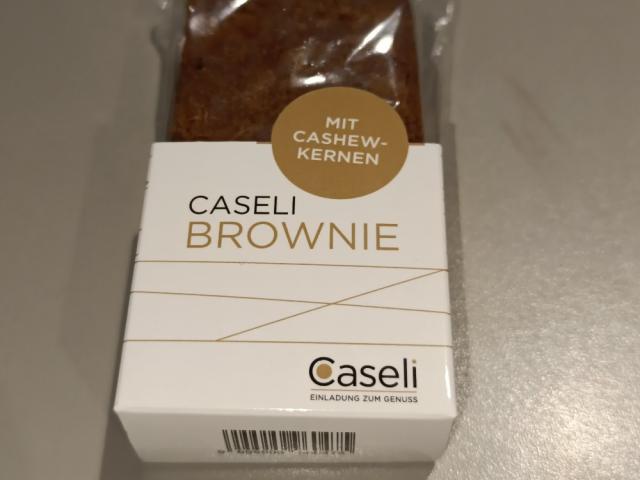 MIT
CASHEW-
KERNEN
CASELI
BROWNIE
Caseli
EINLADUNG ZUM GENUSS